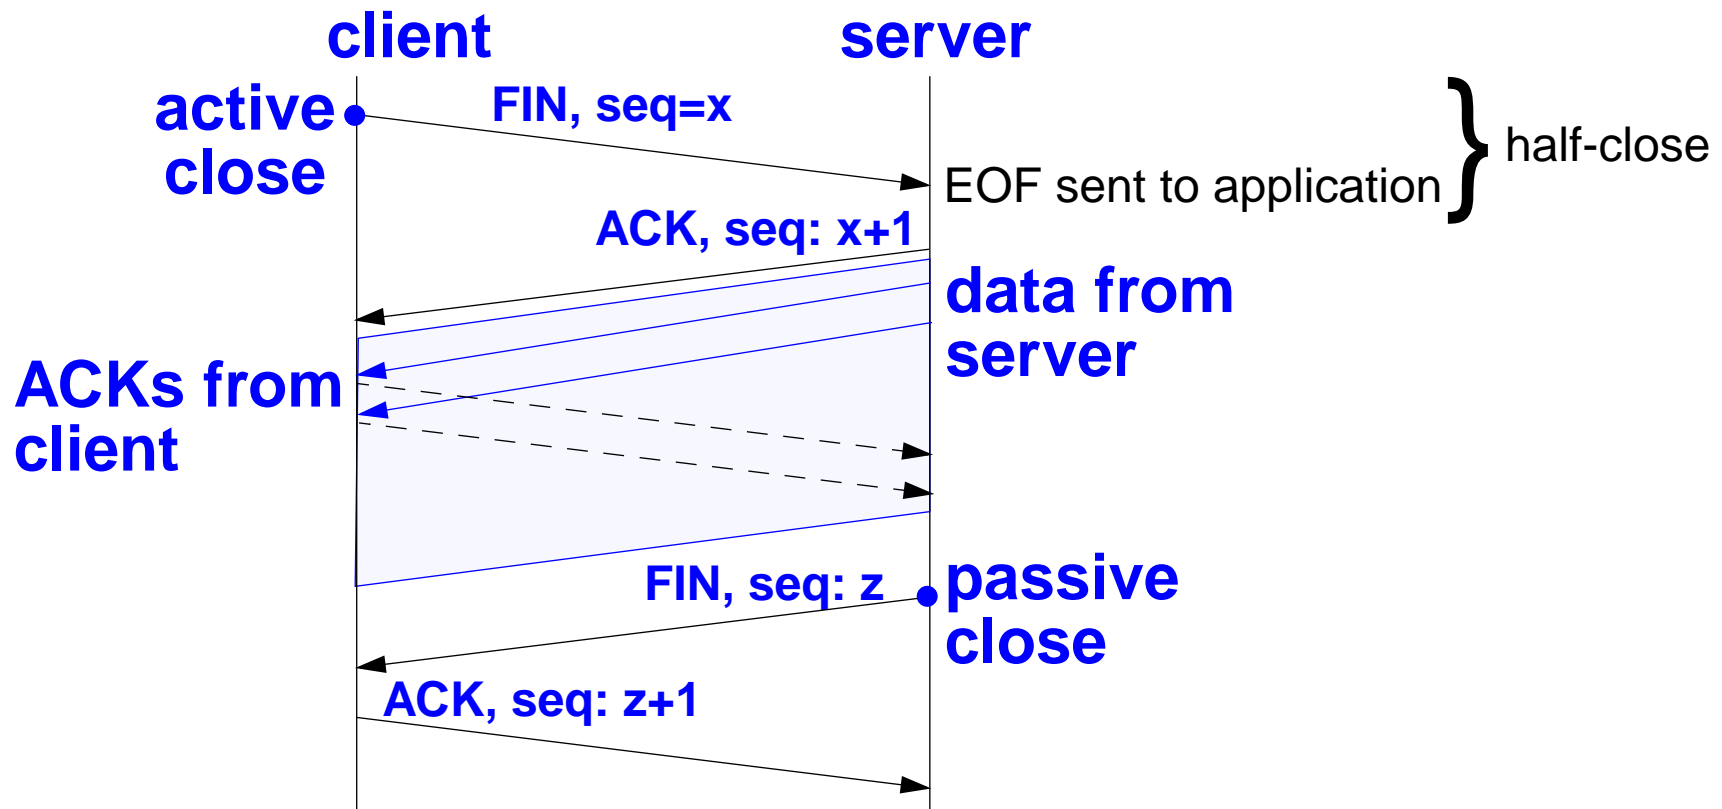 client
server
active
close
FIN, seq=x
}
half-close
EOF sent to application
ACK, seq: x+1
data from
server
ACKs from
client
FIN, seq: z
passive
close
ACK, seq: z+1